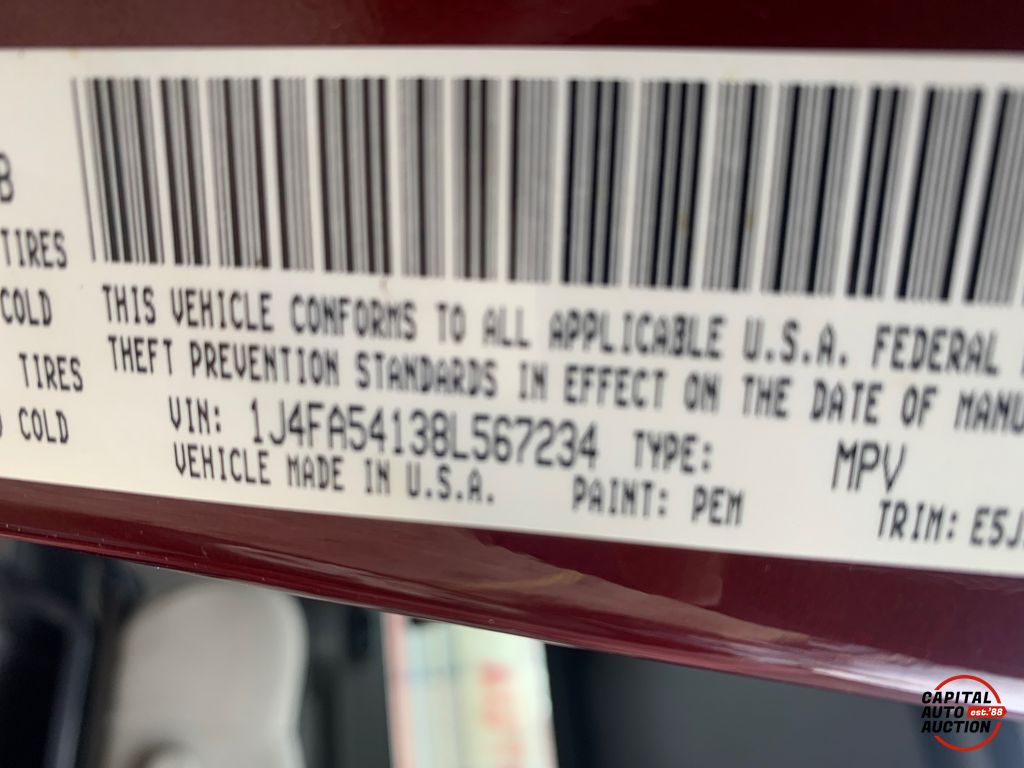 B
TIRES
COLD
TIRES
COLD
THIS VEHICLE CONFORMS TO ALL APPLICABLE U.S.A. FEDERAL
THEFT PREVENTION STANDARDS IN EFFECT ON THE DATE OF MANU
VIN: 1J4FA54138L567234 TYPE: MPV
VEHICLE MADE IN U.S.A. PAINT: PEM TRIM: E5J
CAPITAL
AUTO est.'88
AUCTION